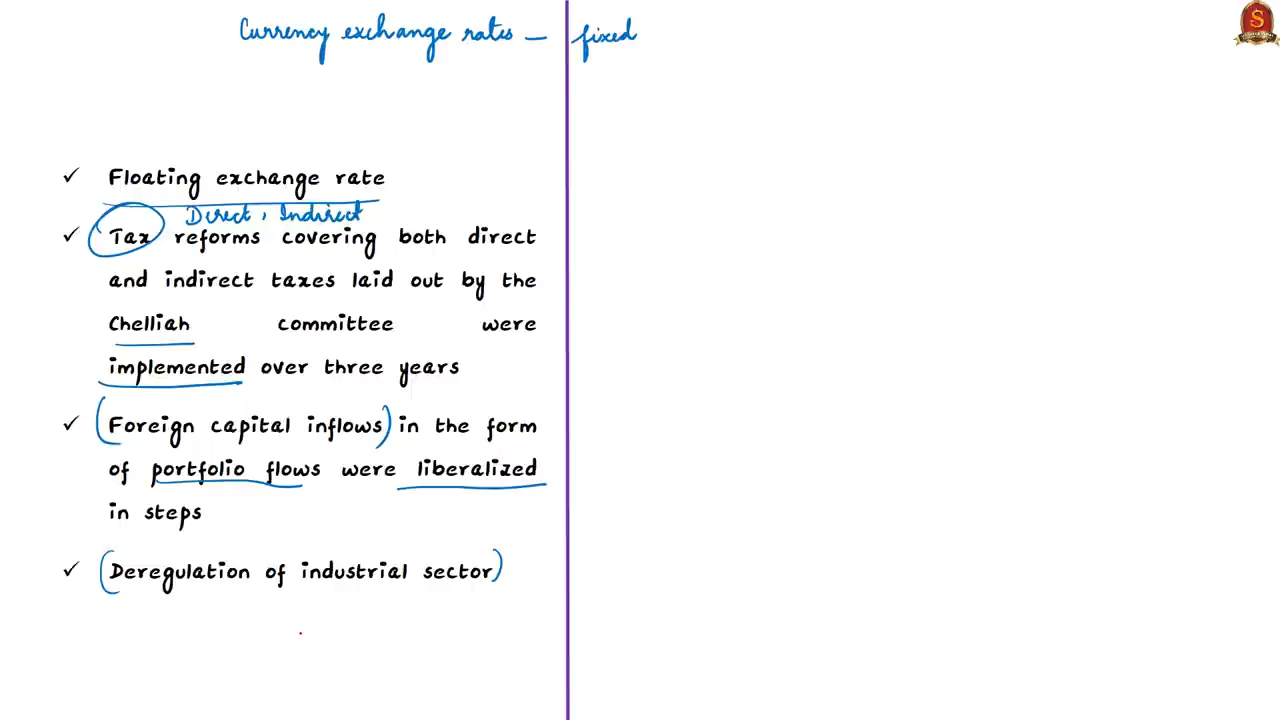 Currency exchange rates — fixed
✓ Floating exchange rate
Direct, Indirect
✓ Tax reforms covering both direct
and indirect taxes laid out by the
Chelliah committee were
implemented over three years
✓ (Foreign capital inflows) in the form
of portfolio flows were liberalized
in steps
✓ (Deregulation of industrial sector)
S